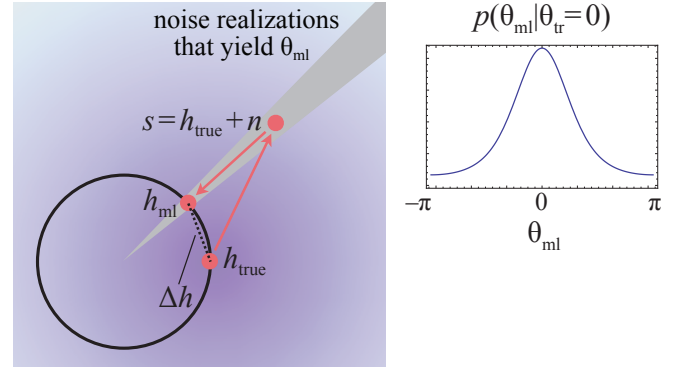 noise realizations
that yield θ_ml
s=h_true+n
h_ml
h_true
Δh
p(θ_ml|θ_tr=0)
−π 0 π
θ_ml